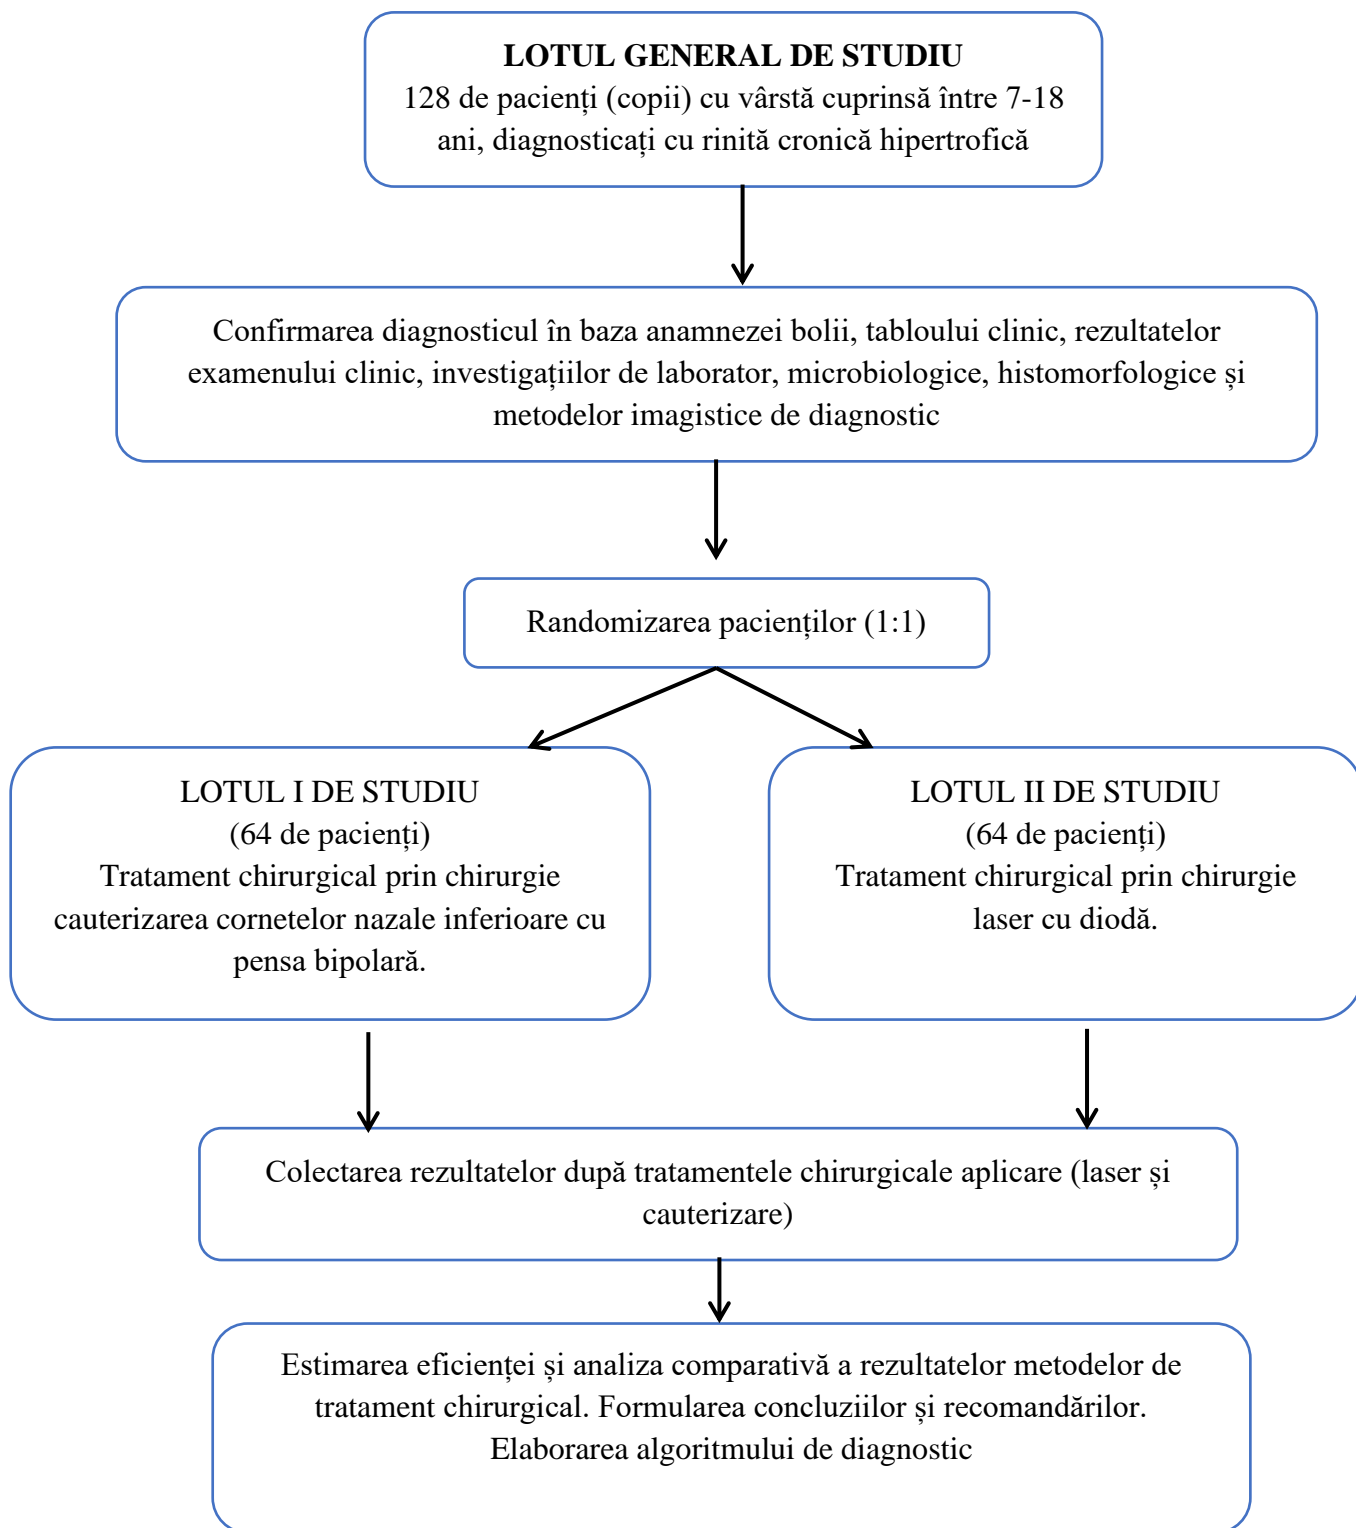 LOTUL GENERAL DE STUDIU
128 de pacienți (copii) cu vârstă cuprinsă între 7-18
ani, diagnosticați cu rinită cronică hipertrofică
Confirmarea diagnosticul în baza anamnezei bolii, tabloului clinic, rezultatelor
examenului clinic, investigațiilor de laborator, microbiologice, histomorfologice și
metodelor imagistice de diagnostic
Randomizarea pacienților (1:1)
LOTUL I DE STUDIU
(64 de pacienți)
Tratament chirurgical prin chirurgie
cauterizarea cornetelor nazale inferioare cu
pensa bipolară.
LOTUL II DE STUDIU
(64 de pacienți)
Tratament chirurgical prin chirurgie
laser cu diodă.
Colectarea rezultatelor după tratamentele chirurgicale aplicare (laser și
cauterizare)
Estimarea eficienței și analiza comparativă a rezultatelor metodelor de
tratament chirurgical. Formularea concluziilor și recomandărilor.
Elaborarea algoritmului de diagnostic